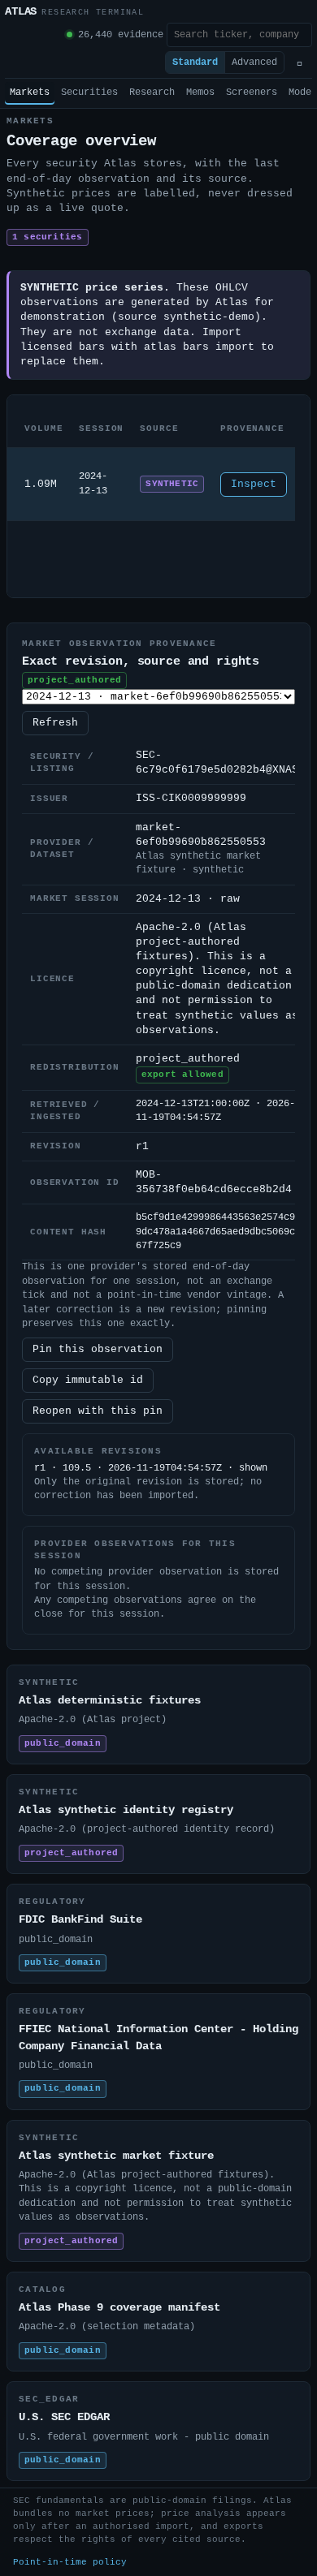 ATLAS RESEARCH TERMINAL
26,440 evidence
Search ticker, company
Standard Advanced
Markets Securities Research Memos Screeners Mode
MARKETS
Coverage overview
Every security Atlas stores, with the last
end-of-day observation and its source.
Synthetic prices are labelled, never dressed
up as a live quote.
1 securities
SYNTHETIC price series. These OHLCV
observations are generated by Atlas for
demonstration (source synthetic-demo).
They are not exchange data. Import
licensed bars with atlas bars import to
replace them.
VOLUME SESSION SOURCE PROVENANCE
1.09M 2024-
12-13 SYNTHETIC Inspect
MARKET OBSERVATION PROVENANCE
Exact revision, source and rights
project_authored
2024-12-13 · market-6ef0b99690b862550553
Refresh
SECURITY /
LISTING
SEC-
6c79c0f6179e5d0282b4@XNAS
ISSUER
ISS-CIK0009999999
PROVIDER /
DATASET
market-
6ef0b99690b862550553
Atlas synthetic market
fixture · synthetic
MARKET SESSION
2024-12-13 · raw
LICENCE
Apache-2.0 (Atlas
project-authored
fixtures). This is a
copyright licence, not a
public-domain dedication
and not permission to
treat synthetic values as
observations.
REDISTRIBUTION
project_authored
export allowed
RETRIEVED /
INGESTED
2024-12-13T21:00:00Z · 2026-
11-19T04:54:57Z
REVISION
r1
OBSERVATION ID
MOB-
356738f0eb64cd6ecce8b2d4
CONTENT HASH
b5cf9d1e4299986443563e2574c9
9dc478a1a4667d65aed9dbc5069c
67f725c9
This is one provider's stored end-of-day
observation for one session, not an exchange
tick and not a point-in-time vendor vintage. A
later correction is a new revision; pinning
preserves this one exactly.
Pin this observation
Copy immutable id
Reopen with this pin
AVAILABLE REVISIONS
r1 · 109.5 · 2026-11-19T04:54:57Z · shown
Only the original revision is stored; no
correction has been imported.
PROVIDER OBSERVATIONS FOR THIS
SESSION
No competing provider observation is stored
for this session.
Any competing observations agree on the
close for this session.
SYNTHETIC
Atlas deterministic fixtures
Apache-2.0 (Atlas project)
public_domain
SYNTHETIC
Atlas synthetic identity registry
Apache-2.0 (project-authored identity record)
project_authored
REGULATORY
FDIC BankFind Suite
public_domain
public_domain
REGULATORY
FFIEC National Information Center - Holding
Company Financial Data
public_domain
public_domain
SYNTHETIC
Atlas synthetic market fixture
Apache-2.0 (Atlas project-authored fixtures).
This is a copyright licence, not a public-domain
dedication and not permission to treat synthetic
values as observations.
project_authored
CATALOG
Atlas Phase 9 coverage manifest
Apache-2.0 (selection metadata)
public_domain
SEC_EDGAR
U.S. SEC EDGAR
U.S. federal government work - public domain
public_domain
SEC fundamentals are public-domain filings. Atlas
bundles no market prices; price analysis appears
only after an authorised import, and exports
respect the rights of every cited source.
Point-in-time policy